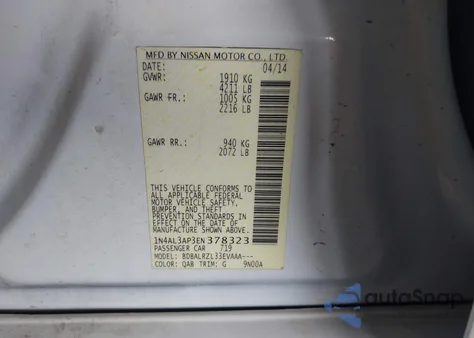 MFD BY NISSAN MOTOR CO., LTD
DATE: 04/14
GVWR: 1910 KG
4211 LB
GAWR FR.: 1005 KG
2216 LB
GAWR RR.: 940 KG
2072 LB
THIS VEHICLE CONFORMS TO
ALL APPLICABLE FEDERAL
MOTOR VEHICLE SAFETY,
BUMPER, AND THEFT
PREVENTION STANDARDS
IN EFFECT ON THE DATE
OF MANUFACTURE SHOWN
ABOVE.
1N4AL3AP3EN378323
PASSENGER CAR 719
MODEL: BDBALRZL33EVAAA---
COLOR: QAB TRIM: G 9N00A
autoSnap